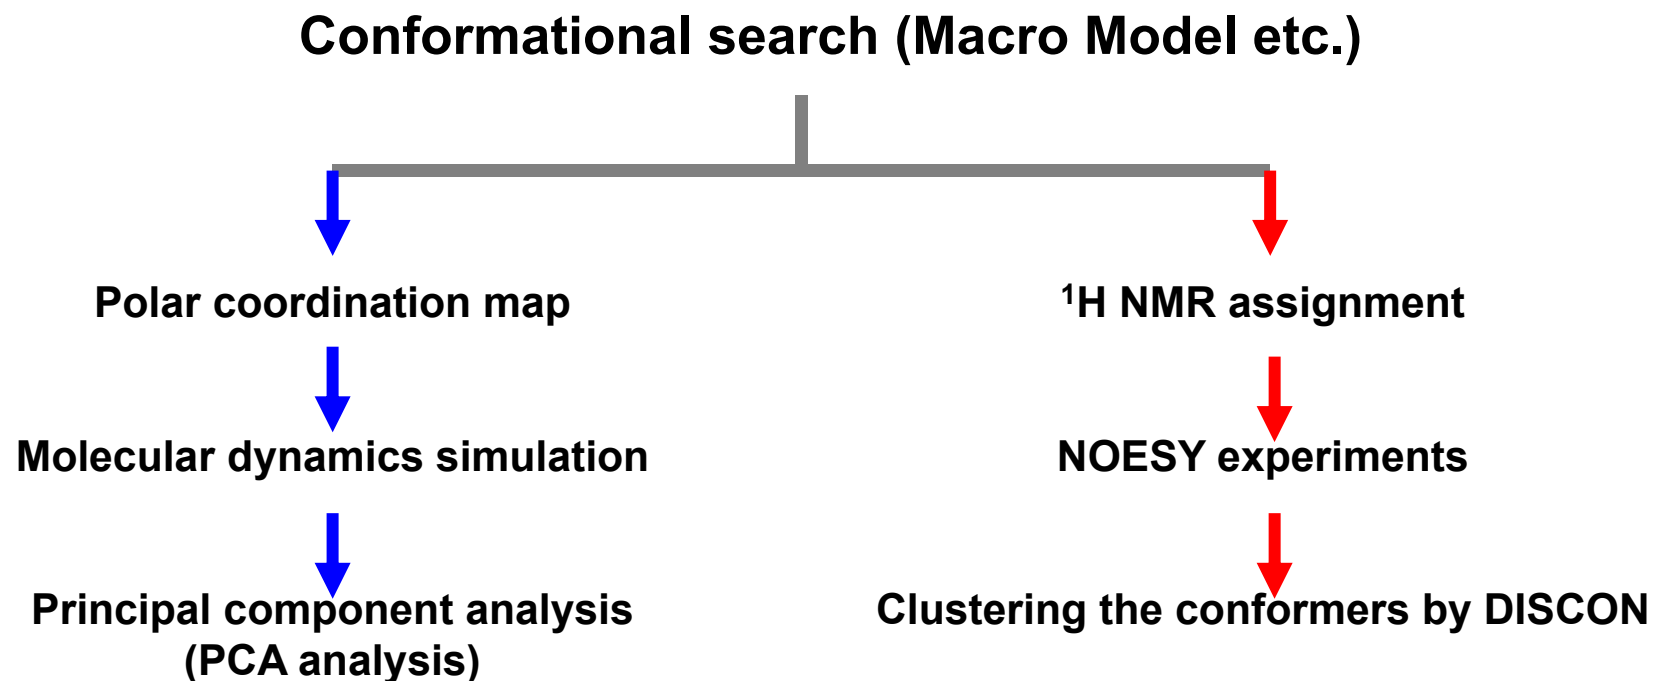 Conformational search (Macro Model etc.)
Polar coordination map
¹H NMR assignment
Molecular dynamics simulation
NOESY experiments
Principal component analysis
(PCA analysis)
Clustering the conformers by DISCON